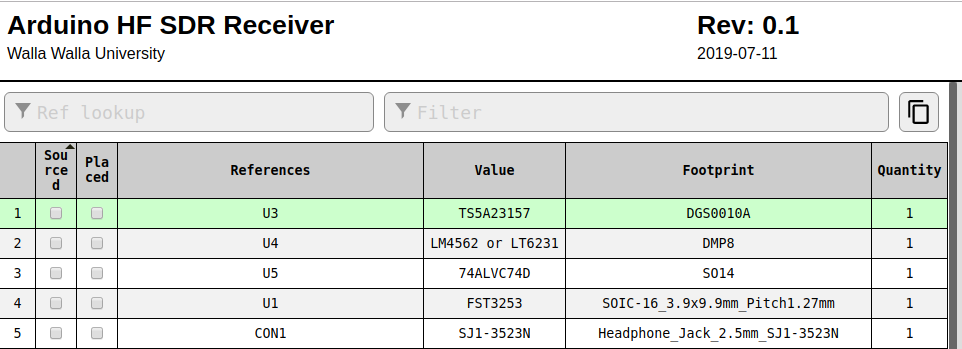 Arduino HF SDR Receiver Rev: 0.1
Walla Walla University 2019-07-11
Ref lookup Filter
Sourced Placed References Value Footprint Quantity
1 U3 TS5A23157 DGS0010A 1
2 U4 LM4562 or LT6231 DMP8 1
3 U5 74ALVC74D SO14 1
4 U1 FST3253 SOIC-16_3.9x9.9mm_Pitch1.27mm 1
5 CON1 SJ1-3523N Headphone_Jack_2.5mm_SJ1-3523N 1